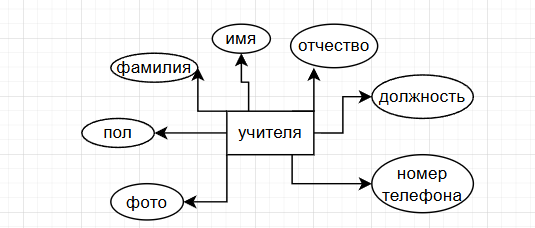 имя
отчество
фамилия
должность
пол
учителя
номер
телефона
фото